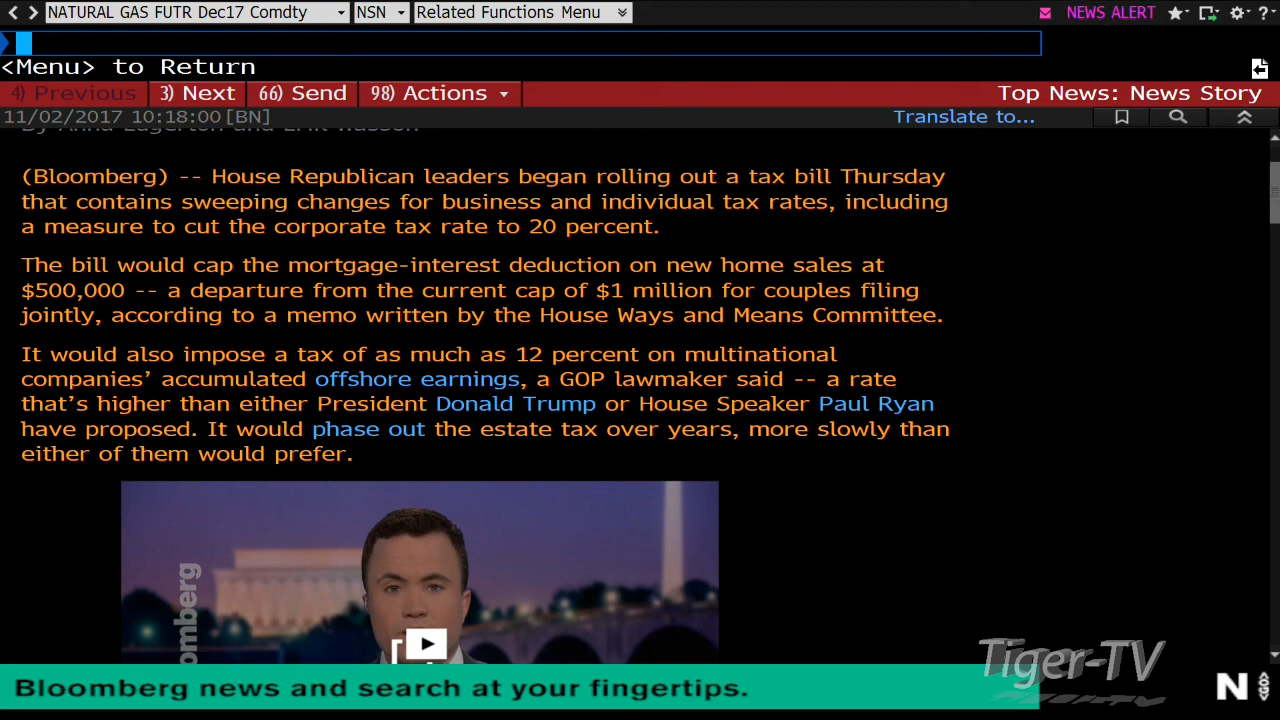 NATURAL GAS FUTR Dec17 Comdty NSN Related Functions Menu NEWS ALERT
<Menu> to Return
4) Previous 3) Next 66) Send 98) Actions Top News: News Story
11/02/2017 10:18:00 [BN] Translate to...
By Anna Edgerton and Erik Wasson
(Bloomberg) -- House Republican leaders began rolling out a tax bill Thursday
that contains sweeping changes for business and individual tax rates, including
a measure to cut the corporate tax rate to 20 percent.
The bill would cap the mortgage-interest deduction on new home sales at
$500,000 -- a departure from the current cap of $1 million for couples filing
jointly, according to a memo written by the House Ways and Means Committee.
It would also impose a tax of as much as 12 percent on multinational
companies’ accumulated offshore earnings, a GOP lawmaker said -- a rate
that’s higher than either President Donald Trump or House Speaker Paul Ryan
have proposed. It would phase out the estate tax over years, more slowly than
either of them would prefer.
omberg
Tiger-TV
Bloomberg news and search at your fingertips.
N